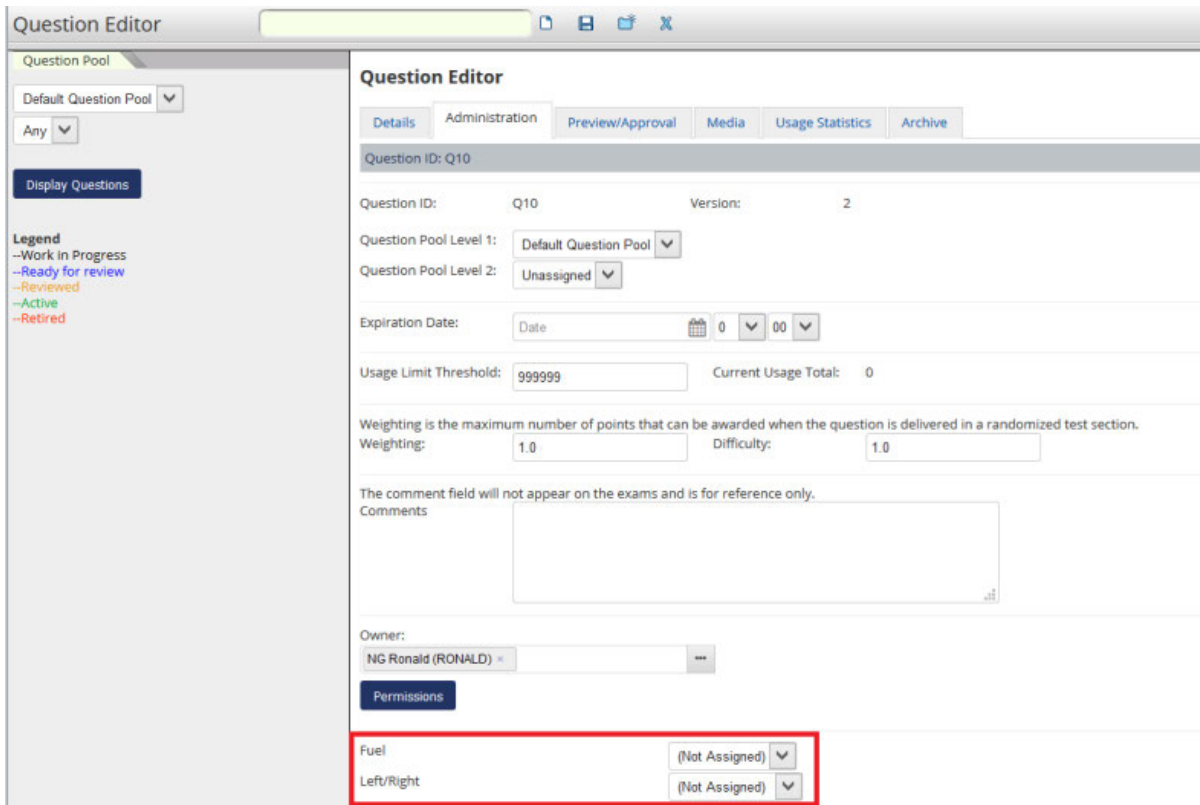 Question Editor
Question Pool
Default Question Pool
Any
Display Questions
Legend
--Work in Progress
--Ready for review
--Reviewed
--Active
--Retired
Question Editor
Details Administration Preview/Approval Media Usage Statistics Archive
Question ID: Q10
Question ID: Q10 Version: 2
Question Pool Level 1: Default Question Pool
Question Pool Level 2: Unassigned
Expiration Date: Date 0 00
Usage Limit Threshold: 999999 Current Usage Total: 0
Weighting is the maximum number of points that can be awarded when the question is delivered in a randomized test section.
Weighting: 1.0 Difficulty: 1.0
The comment field will not appear on the exams and is for reference only.
Comments
Owner:
NG Ronald (RONALD) ×
Permissions
Fuel (Not Assigned)
Left/Right (Not Assigned)